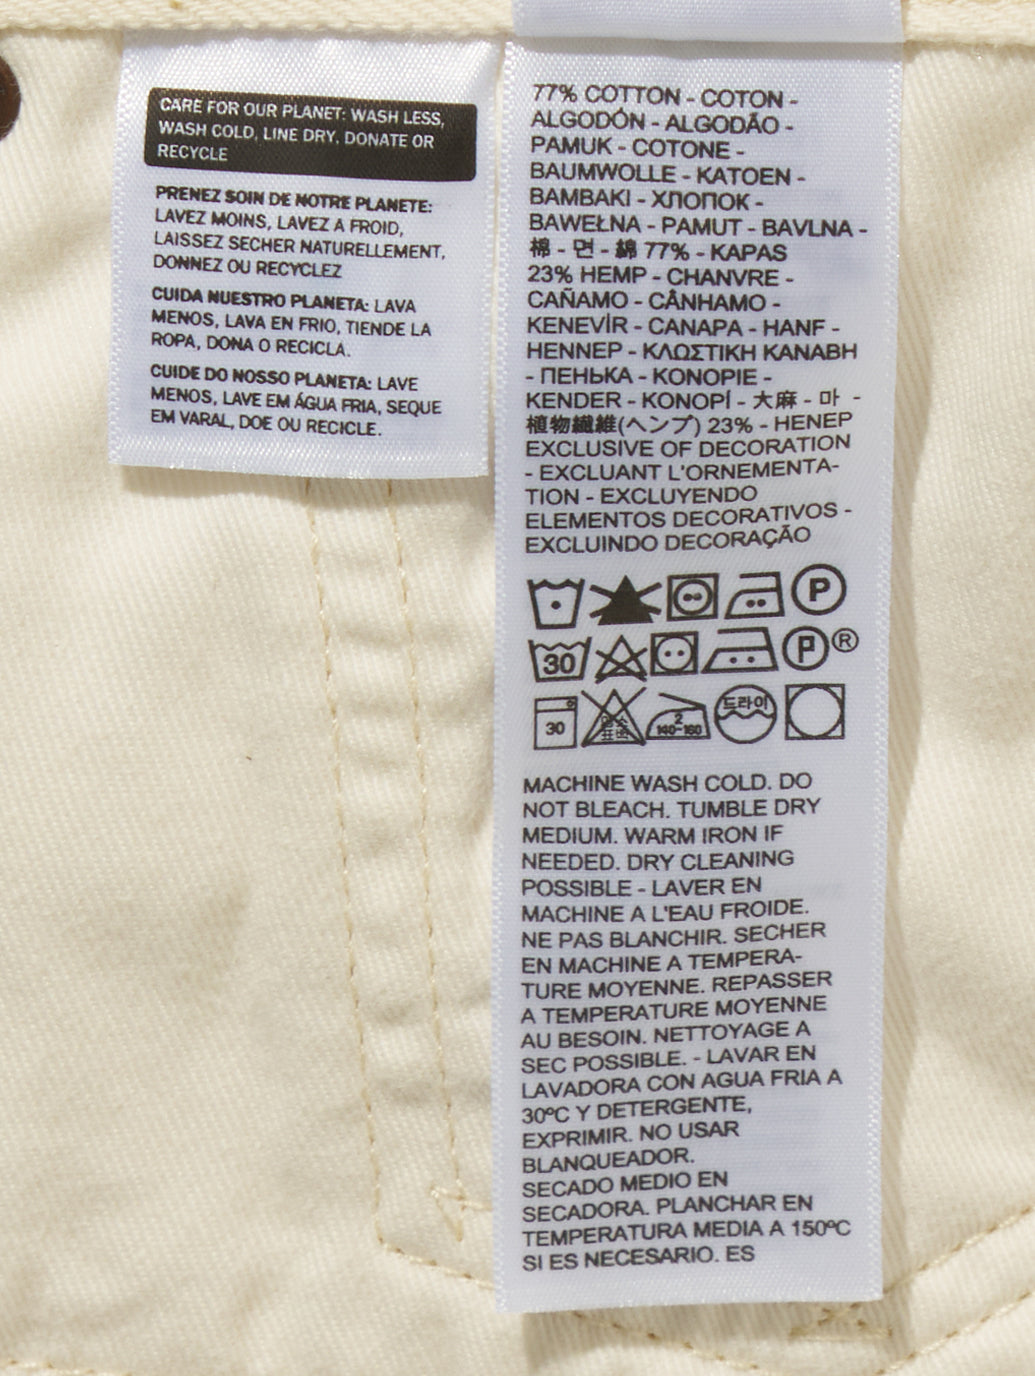 CARE FOR OUR PLANET: WASH LESS,
WASH COLD, LINE DRY, DONATE OR
RECYCLE
PRENEZ SOIN DE NOTRE PLANETE:
LAVEZ MOINS, LAVEZ A FROID,
LAISSEZ SECHER NATURELLEMENT,
DONNEZ OU RECYCLEZ
CUIDA NUESTRO PLANETA: LAVA
MENOS, LAVA EN FRIO, TIENDE LA
ROPA, DONA O RECICLA.
CUIDE DO NOSSO PLANETA: LAVE
MENOS, LAVE EM ÁGUA FRIA, SEQUE
EM VARAL, DOE OU RECICLE.
77% COTTON - COTON -
ALGODÓN - ALGODÃO -
PAMUK - COTONE -
BAUMWOLLE - KATOEN -
BAMBAKI - ХЛОПОК -
BAWEŁNA - PAMUT - BAVLNA -
棉 - 면 - 綿 77% - KAPAS
23% HEMP - CHANVRE -
CAÑAMO - CÂNHAMO -
KENEVİR - CANAPA - HANF -
HENNEP - ΚΛΩΣΤΙΚΗ ΚΑΝΑΒΗ
- ПЕНЬКА - KONOPIE -
KENDER - KONOPÍ - 大麻 - 마 -
植物繊維(ヘンプ) 23% - HENEP
EXCLUSIVE OF DECORATION
- EXCLUANT L'ORNEMENTA-
TION - EXCLUYENDO
ELEMENTOS DECORATIVOS -
EXCLUINDO DECORAÇÃO
P
30 P®
30 2 140-160 드라이
MACHINE WASH COLD. DO
NOT BLEACH. TUMBLE DRY
MEDIUM. WARM IRON IF
NEEDED. DRY CLEANING
POSSIBLE - LAVER EN
MACHINE A L'EAU FROIDE.
NE PAS BLANCHIR. SECHER
EN MACHINE A TEMPERA-
TURE MOYENNE. REPASSER
A TEMPERATURE MOYENNE
AU BESOIN. NETTOYAGE A
SEC POSSIBLE. - LAVAR EN
LAVADORA CON AGUA FRIA A
30ºC Y DETERGENTE,
EXPRIMIR. NO USAR
BLANQUEADOR.
SECADO MEDIO EN
SECADORA. PLANCHAR EN
TEMPERATURA MEDIA A 150ºC
SI ES NECESARIO. ES